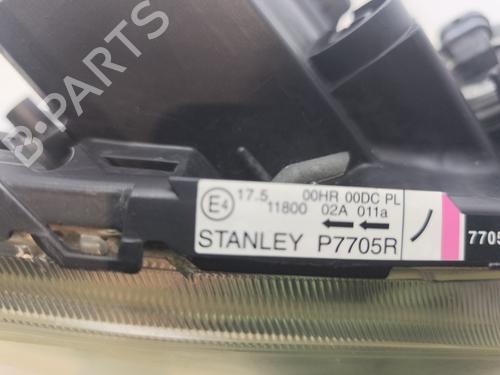 B-PARTS
E4 17.5 00HR 00DC PL
11800 02A 011a
STANLEY P7705R
7705